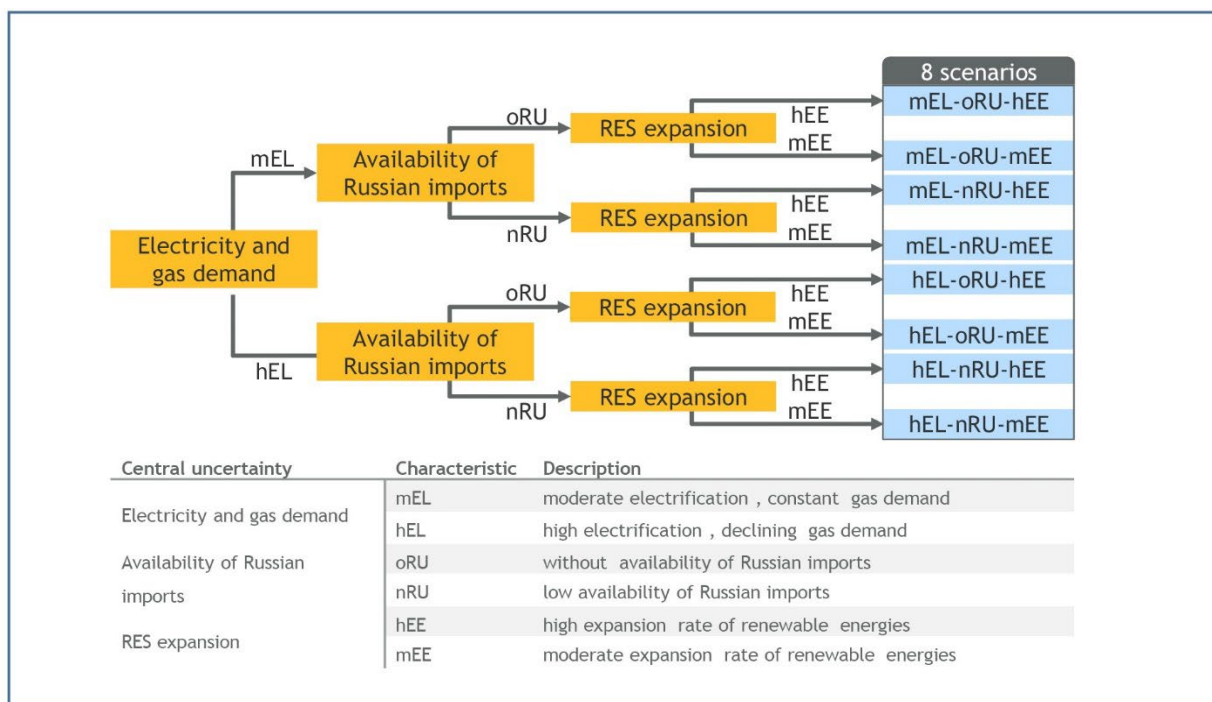 8 scenarios
mEL-oRU-hEE
oRU
hEE
RES expansion
mEE
mEL
Availability of
Russian imports
mEL-oRU-mEE
mEL-nRU-hEE
hEE
RES expansion
nRU
mEE
Electricity and
gas demand
mEL-nRU-mEE
hEL-oRU-hEE
oRU
hEE
RES expansion
mEE
Availability of
Russian imports
hEL
hEL-oRU-mEE
hEL-nRU-hEE
hEE
RES expansion
nRU
mEE
hEL-nRU-mEE
Central uncertainty Characteristic Description
Electricity and gas demand
mEL moderate electrification , constant gas demand
hEL high electrification , declining gas demand
Availability of Russian
imports
oRU without availability of Russian imports
nRU low availability of Russian imports
RES expansion
hEE high expansion rate of renewable energies
mEE moderate expansion rate of renewable energies